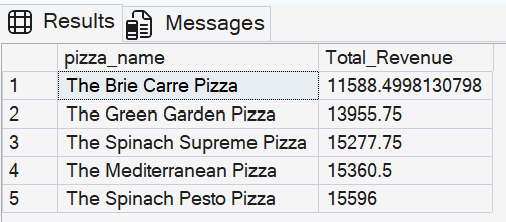 Results Messages
pizza_name Total_Revenue
1 The Brie Carre Pizza 11588.4998130798
2 The Green Garden Pizza 13955.75
3 The Spinach Supreme Pizza 15277.75
4 The Mediterranean Pizza 15360.5
5 The Spinach Pesto Pizza 15596